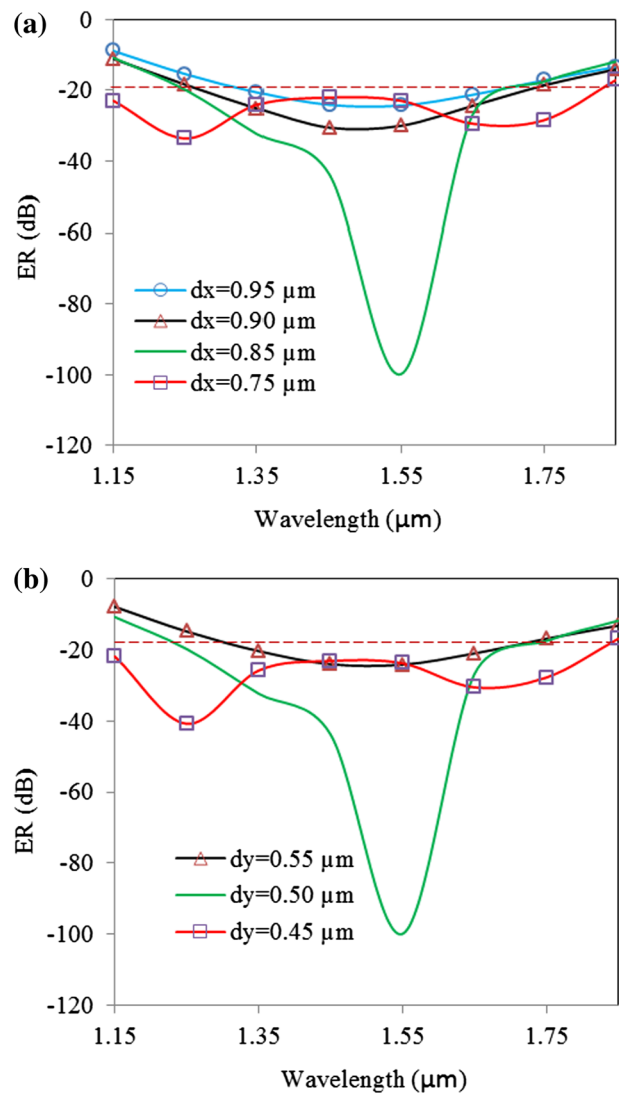 (a)
0
-20
-40
-60
-80
-100
-120
ER (dB)
dx=0.95 µm
dx=0.90 µm
dx=0.85 µm
dx=0.75 µm
1.15 1.35 1.55 1.75
Wavelength (µm)
(b)
0
-20
-40
-60
-80
-100
-120
ER (dB)
dy=0.55 µm
dy=0.50 µm
dy=0.45 µm
1.15 1.35 1.55 1.75
Wavelength (µm)